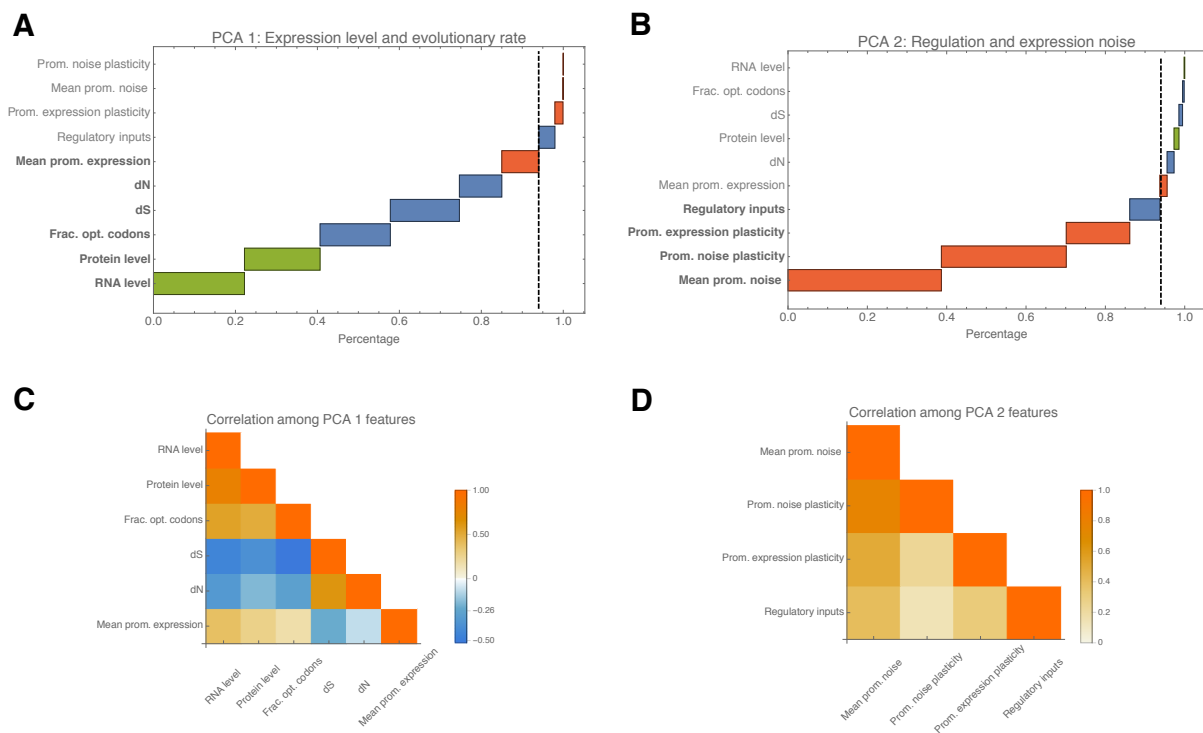 A
PCA 1: Expression level and evolutionary rate
Prom. noise plasticity
Mean prom. noise
Prom. expression plasticity
Regulatory inputs
Mean prom. expression
dN
dS
Frac. opt. codons
Protein level
RNA level
0.0 0.2 0.4 0.6 0.8 1.0
Percentage
B
PCA 2: Regulation and expression noise
RNA level
Frac. opt. codons
dS
Protein level
dN
Mean prom. expression
Regulatory inputs
Prom. expression plasticity
Prom. noise plasticity
Mean prom. noise
0.0 0.2 0.4 0.6 0.8 1.0
Percentage
C
Correlation among PCA 1 features
RNA level
Protein level
Frac. opt. codons
dS
dN
Mean prom. expression
RNA level
Protein level
Frac. opt. codons
dS
dN
Mean prom. expression
1.00
0.50
0
-0.26
-0.50
D
Correlation among PCA 2 features
Mean prom. noise
Prom. noise plasticity
Prom. expression plasticity
Regulatory inputs
Mean prom. noise
Prom. noise plasticity
Prom. expression plasticity
Regulatory inputs
1.0
0.8
0.6
0.4
0.2
0